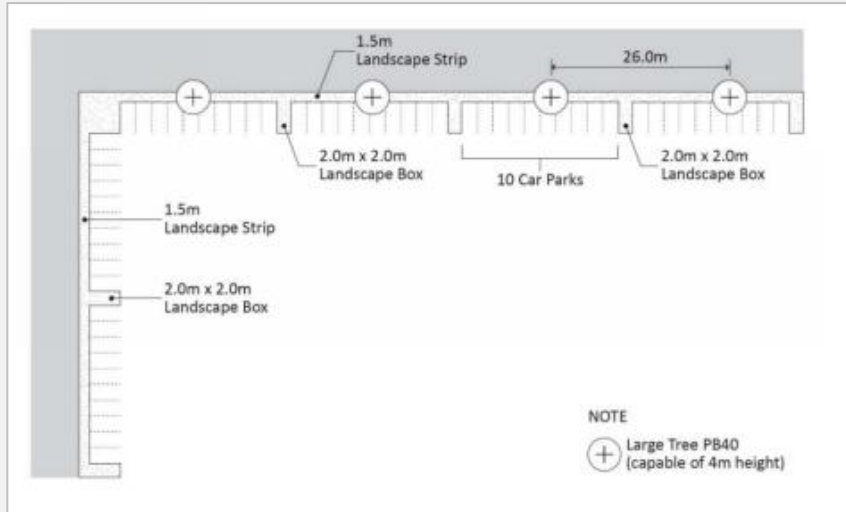 1.5m
Landscape Strip
26.0m
2.0m x 2.0m
Landscape Box
10 Car Parks
2.0m x 2.0m
Landscape Box
1.5m
Landscape Strip
2.0m x 2.0m
Landscape Box
NOTE
Large Tree PB40
(capable of 4m height)